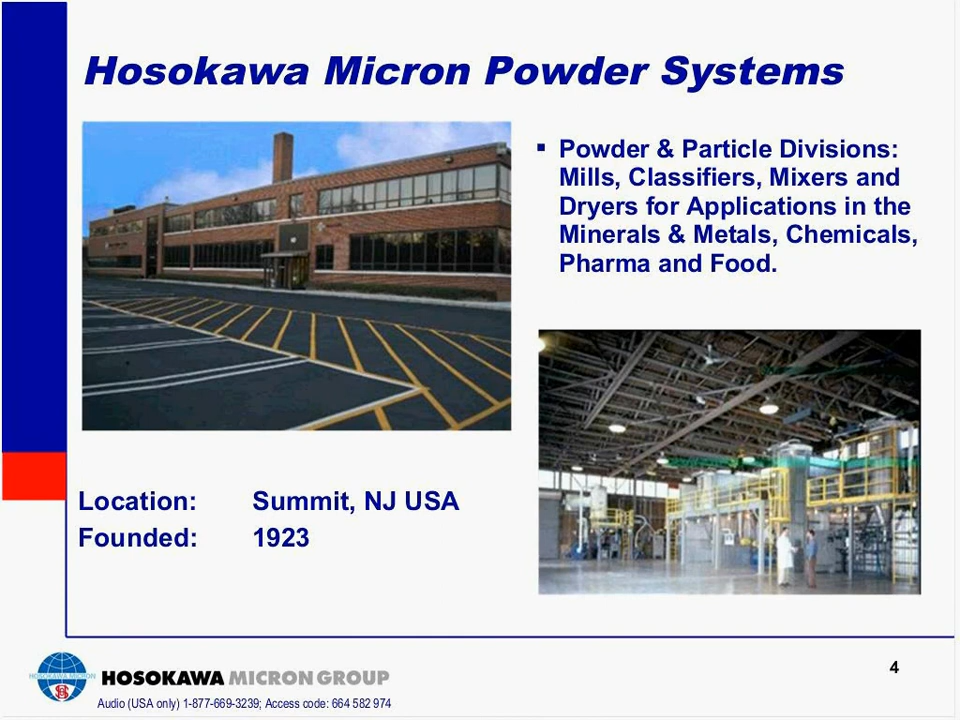 Hosokawa Micron Powder Systems
▪ Powder & Particle Divisions:
Mills, Classifiers, Mixers and
Dryers for Applications in the
Minerals & Metals, Chemicals,
Pharma and Food.
Location: Summit, NJ USA
Founded: 1923
HOSOKAWA MICRON
HOSOKAWA MICRON GROUP
4
Audio (USA only) 1-877-669-3239; Access code: 664 582 974